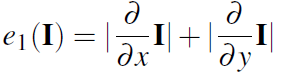 e₁(𝐈) = |∂/∂x 𝐈| + |∂/∂y 𝐈|